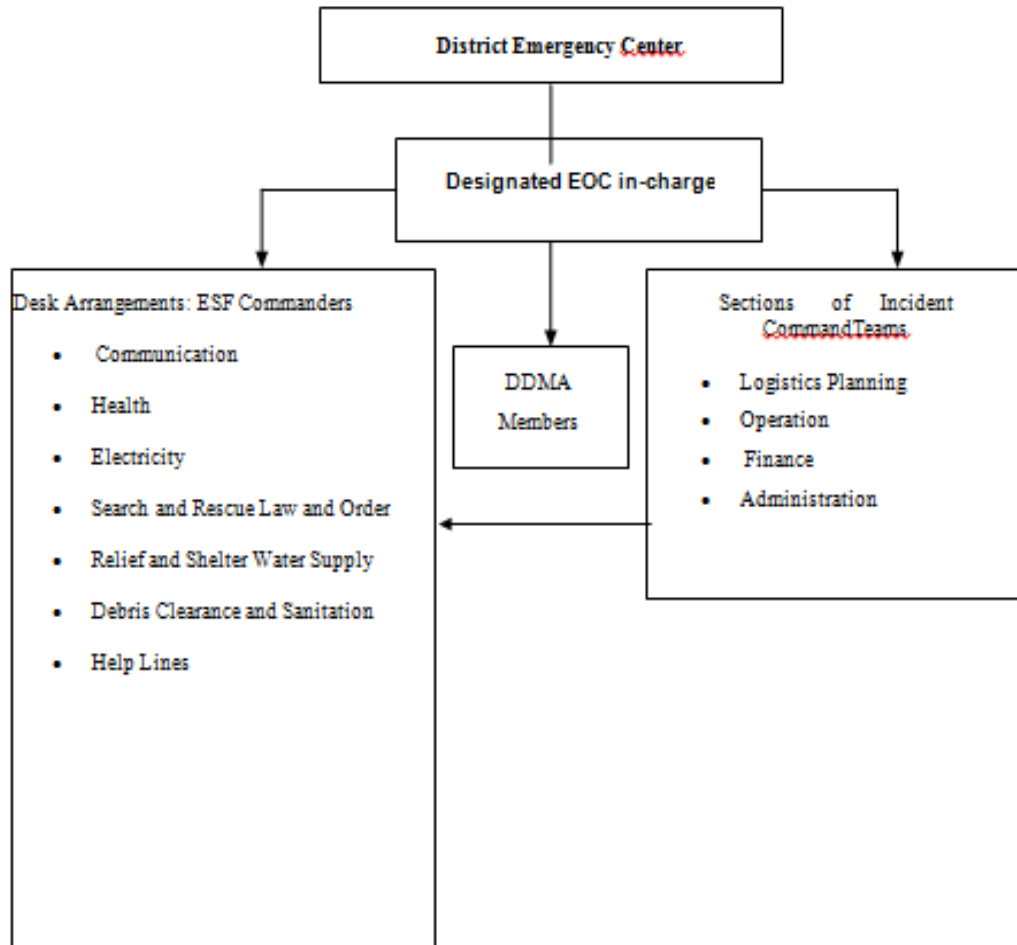 District Emergency Center
Designated EOC in-charge
Desk Arrangements: ESF Commanders
• Communication
• Health
• Electricity
• Search and Rescue Law and Order
• Relief and Shelter Water Supply
• Debris Clearance and Sanitation
• Help Lines
DDMA
Members
Sections of Incident
CommandTeams
• Logistics Planning
• Operation
• Finance
• Administration